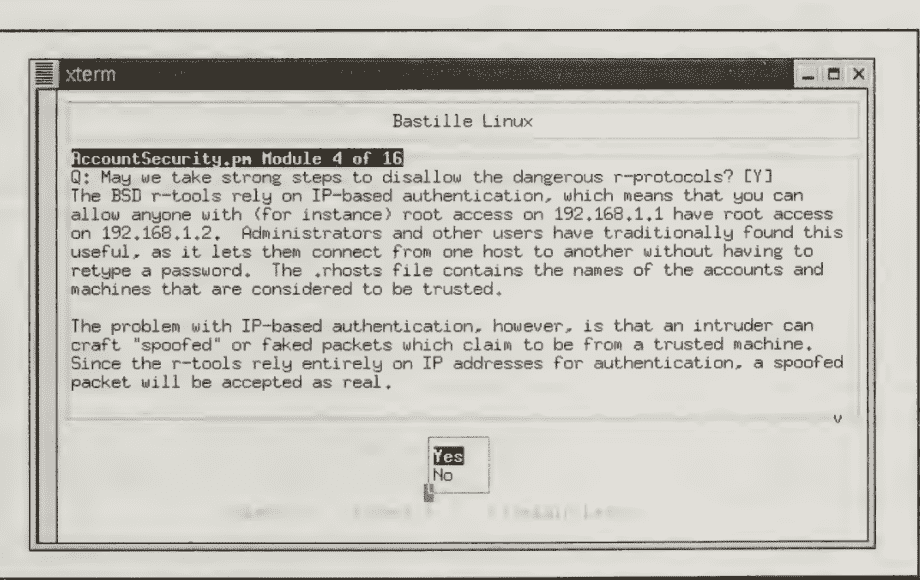 xterm
Bastille Linux
AccountSecurity.pm Module 4 of 16
Q: May we take strong steps to disallow the dangerous r-protocols? [Y]
The BSD r-tools rely on IP-based authentication, which means that you can
allow anyone with (for instance) root access on 192.168.1.1 have root access
on 192.168.1.2.  Administrators and other users have traditionally found this
useful, as it lets them connect from one host to another without having to
retype a password.  The .rhosts file contains the names of the accounts and
machines that are considered to be trusted.
The problem with IP-based authentication, however, is that an intruder can
craft "spoofed" or faked packets which claim to be from a trusted machine.
Since the r-tools rely entirely on IP addresses for authentication, a spoofed
packet will be accepted as real.
v
Yes
No